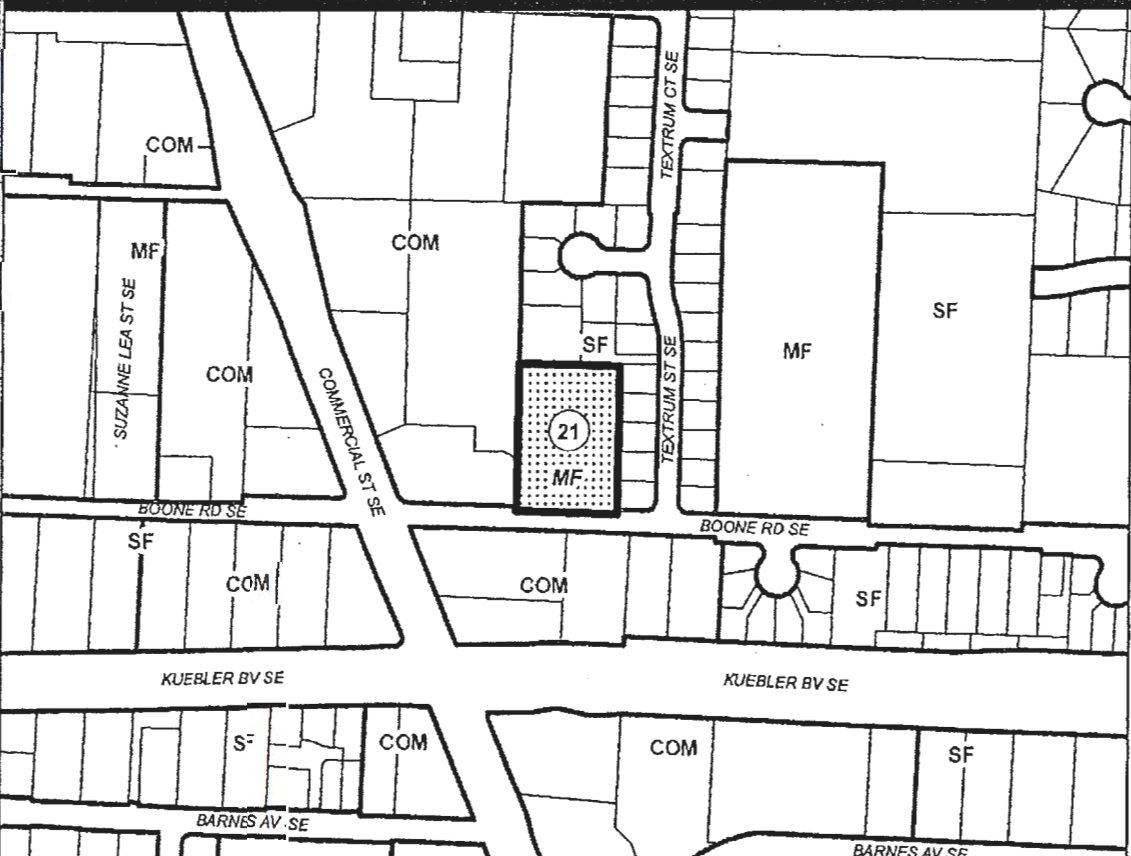 TEXTRUM CT SE
COM
COM
MF
SUZANNE LEA ST SE
SF
COM
COMMERCIAL ST SE
SF
MF
TEXTRUM ST SE
21
MF
BOONE RD SE
BOONE RD SE
SF
COM
COM
SF
KUEBLER BV SE
KUEBLER BV SE
SF
COM
COM
SF
BARNES AV SE
BARNES AV SE